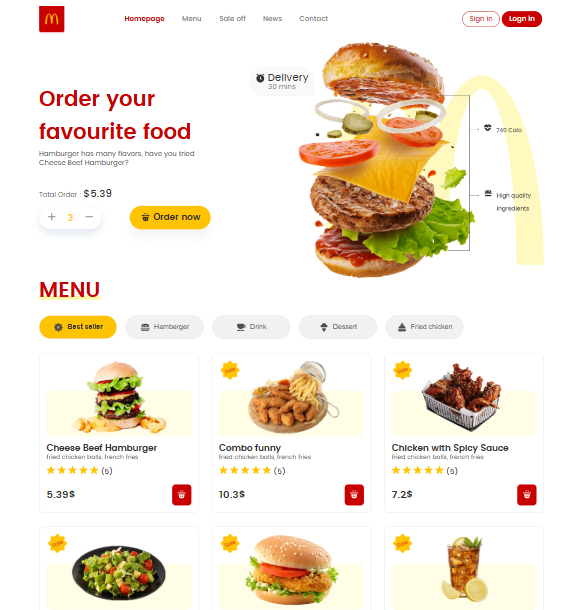 Homepage Menu Sale off News Contact Sign in Login in
Delivery
30 mins
Order your
favourite food
Hamburger has many flavors, have you tried
Cheese Beef Hamburger?
740 Calo
High quality
ingredients
Total Order : $5.39
3
Order now
MENU
Best seller Hamberger Drink Dessert Fried chicken
Cheese Beef Hamburger
fried chicken balls, french fries
(5)
5.39$
Combo funny
fried chicken balls, french fries
(5)
10.3$
Chicken with Spicy Sauce
fried chicken balls, french fries
(5)
7.2$